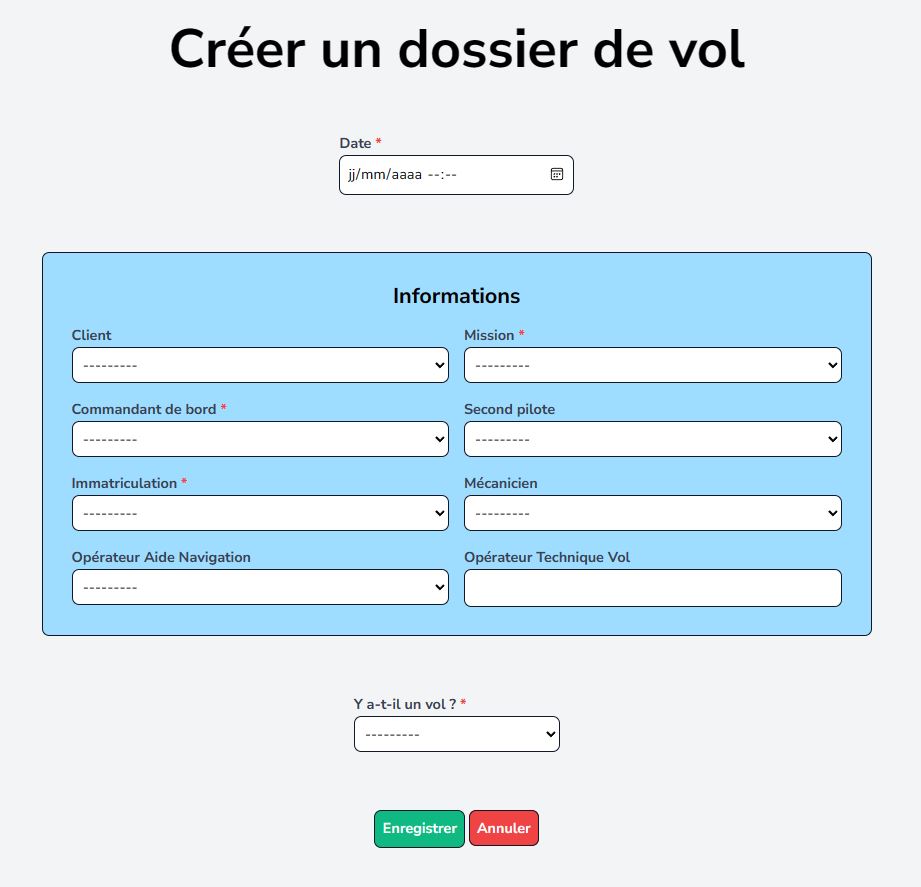 Créer un dossier de vol
Date *
jj/mm/aaaa --:--
Informations
Client
Mission *
---------
---------
Commandant de bord *
Second pilote
---------
---------
Immatriculation *
Mécanicien
---------
---------
Opérateur Aide Navigation
Opérateur Technique Vol
---------
Y a-t-il un vol ? *
---------
Enregistrer
Annuler